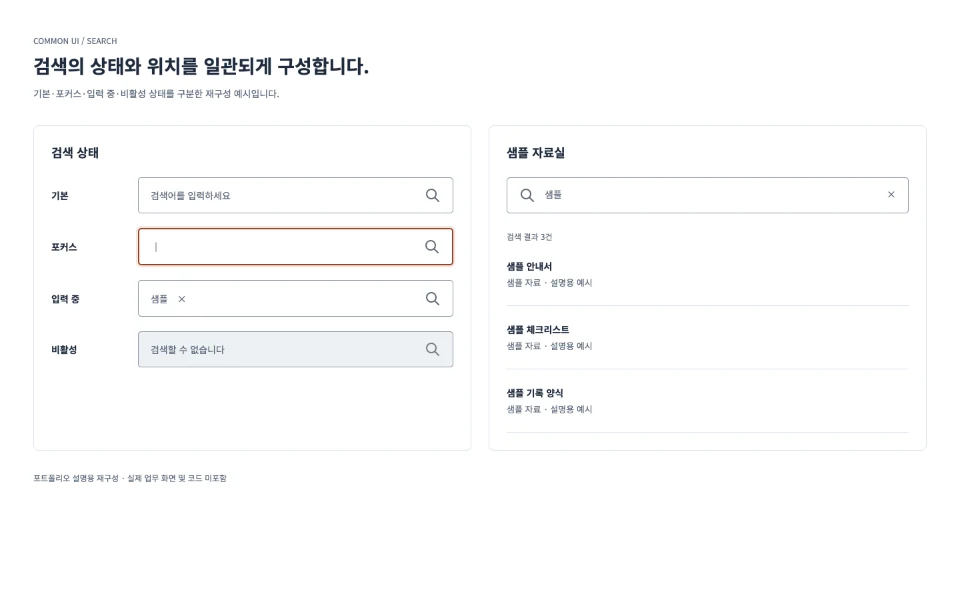 COMMON UI / SEARCH
검색의 상태와 위치를 일관되게 구성합니다.
기본·포커스·입력 중·비활성 상태를 구분한 재구성 예시입니다.
검색 상태
기본
검색어를 입력하세요
포커스
입력 중
샘플 ×
비활성
검색할 수 없습니다
샘플 자료실
샘플 ×
검색 결과 3건
샘플 안내서
샘플 자료 · 설명용 예시
샘플 체크리스트
샘플 자료 · 설명용 예시
샘플 기록 양식
샘플 자료 · 설명용 예시
포트폴리오 설명용 재구성 · 실제 업무 화면 및 코드 미포함